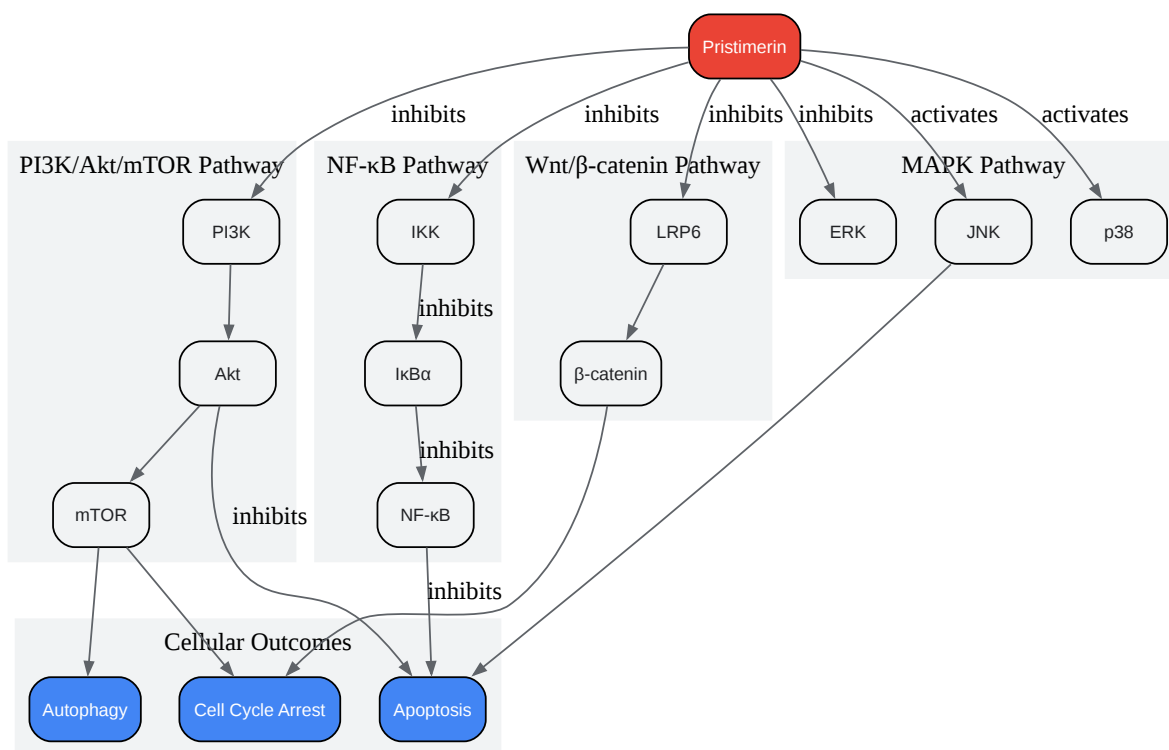 Pristimerin
inhibits
inhibits
inhibits
inhibits
activates
activates
PI3K/Akt/mTOR Pathway
NF-κB Pathway
Wnt/β-catenin Pathway
MAPK Pathway
PI3K
IKK
LRP6
ERK
JNK
p38
inhibits
Akt
IκBα
β-catenin
inhibits
mTOR
inhibits
NF-κB
inhibits
Cellular Outcomes
Autophagy
Cell Cycle Arrest
Apoptosis